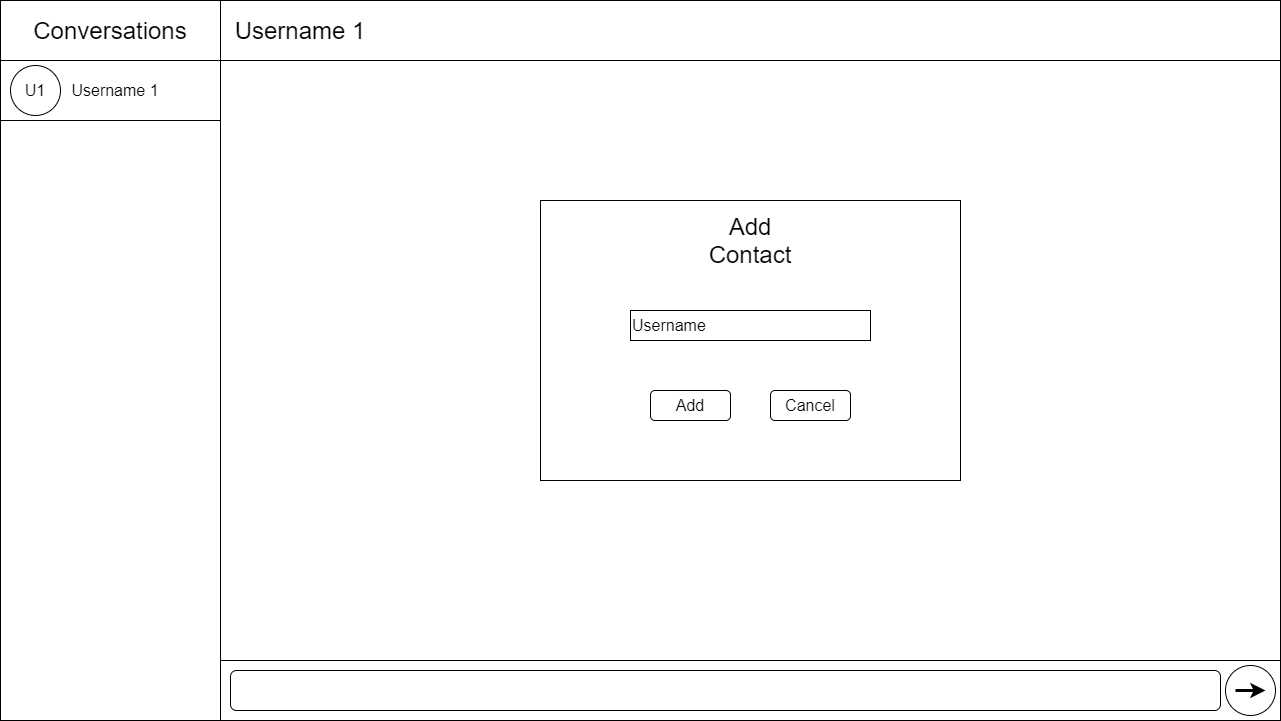 Conversations
Username 1
U1
Username 1
Add
Contact
Username
Add
Cancel